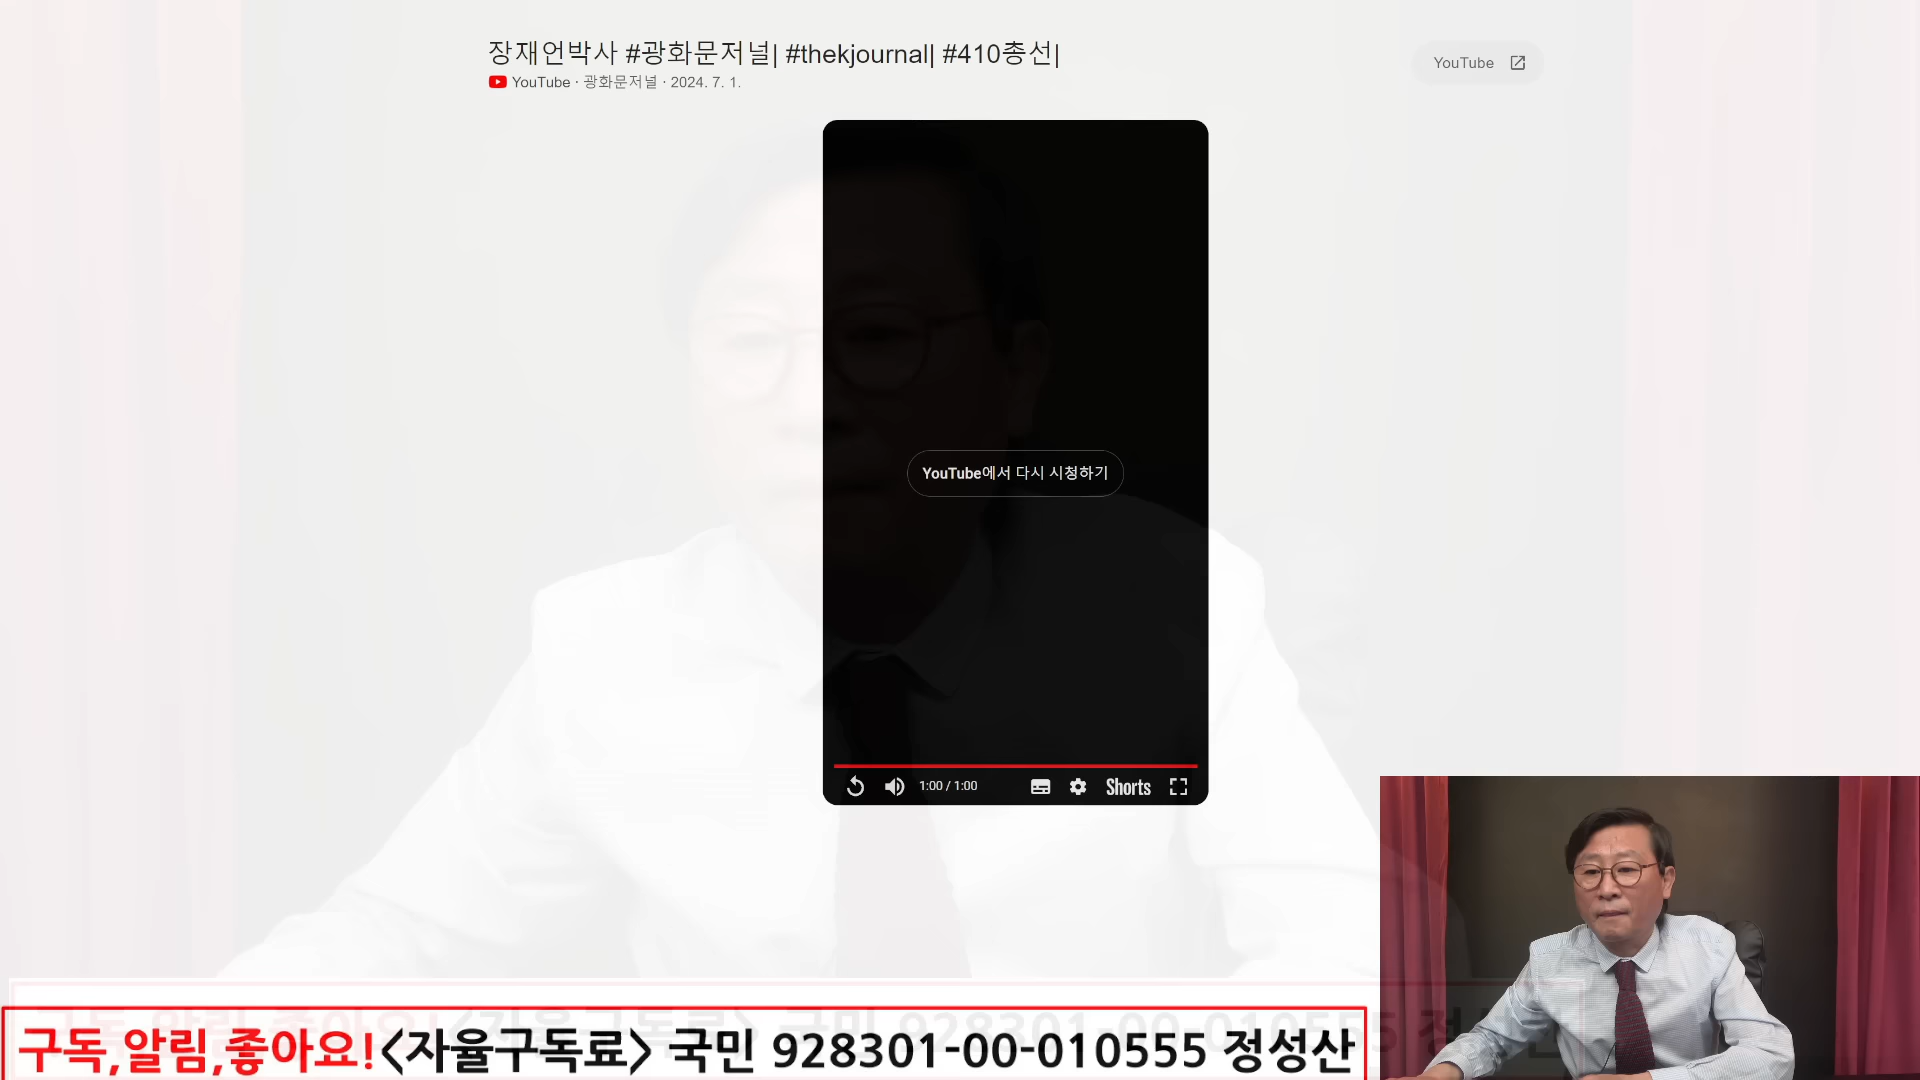 장재언박사 #광화문저널| #thekjournal| #410총선|
YouTube · 광화문저널 · 2024. 7. 1.
YouTube
YouTube에서 다시 시청하기
1:00 / 1:00
Shorts
구독,알림,좋아요!<자율구독료> 국민 928301-00-010555 정성산